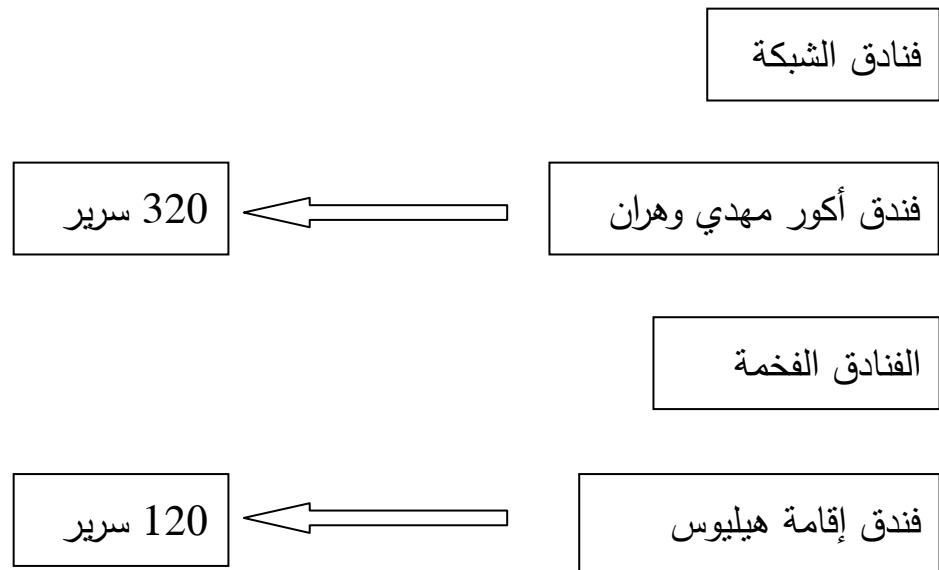 فنادق الشبكة
فندق أكور مهدي وهران
320 سرير
الفنادق الفخمة
فندق إقامة هيليوس
120 سرير